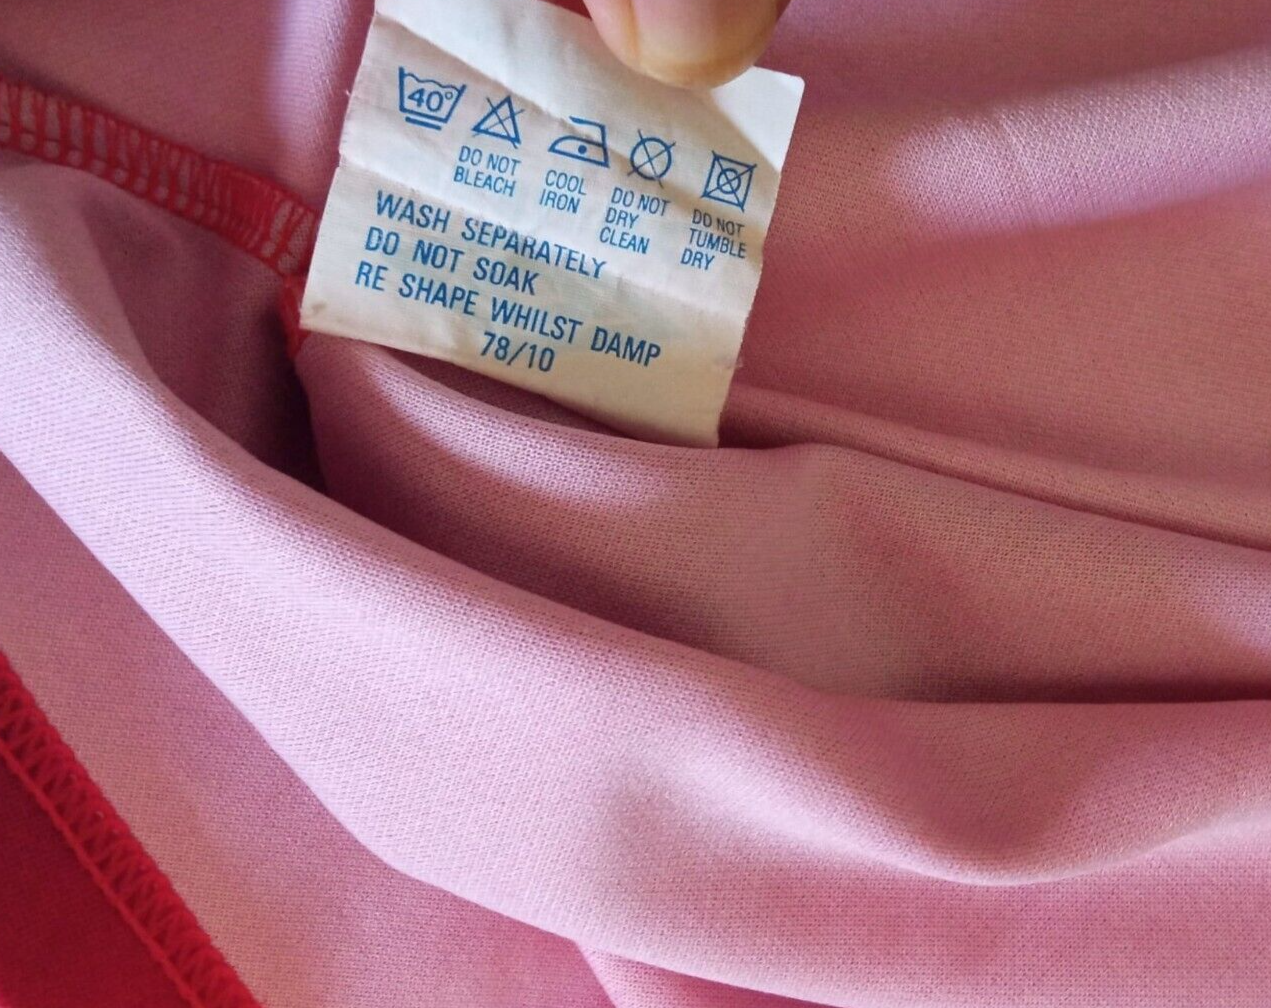 40°
DO NOT
BLEACH
COOL
IRON
DO NOT
DRY
CLEAN
DO NOT
TUMBLE
DRY
WASH SEPARATELY
DO NOT SOAK
RE SHAPE WHILST DAMP
78/10